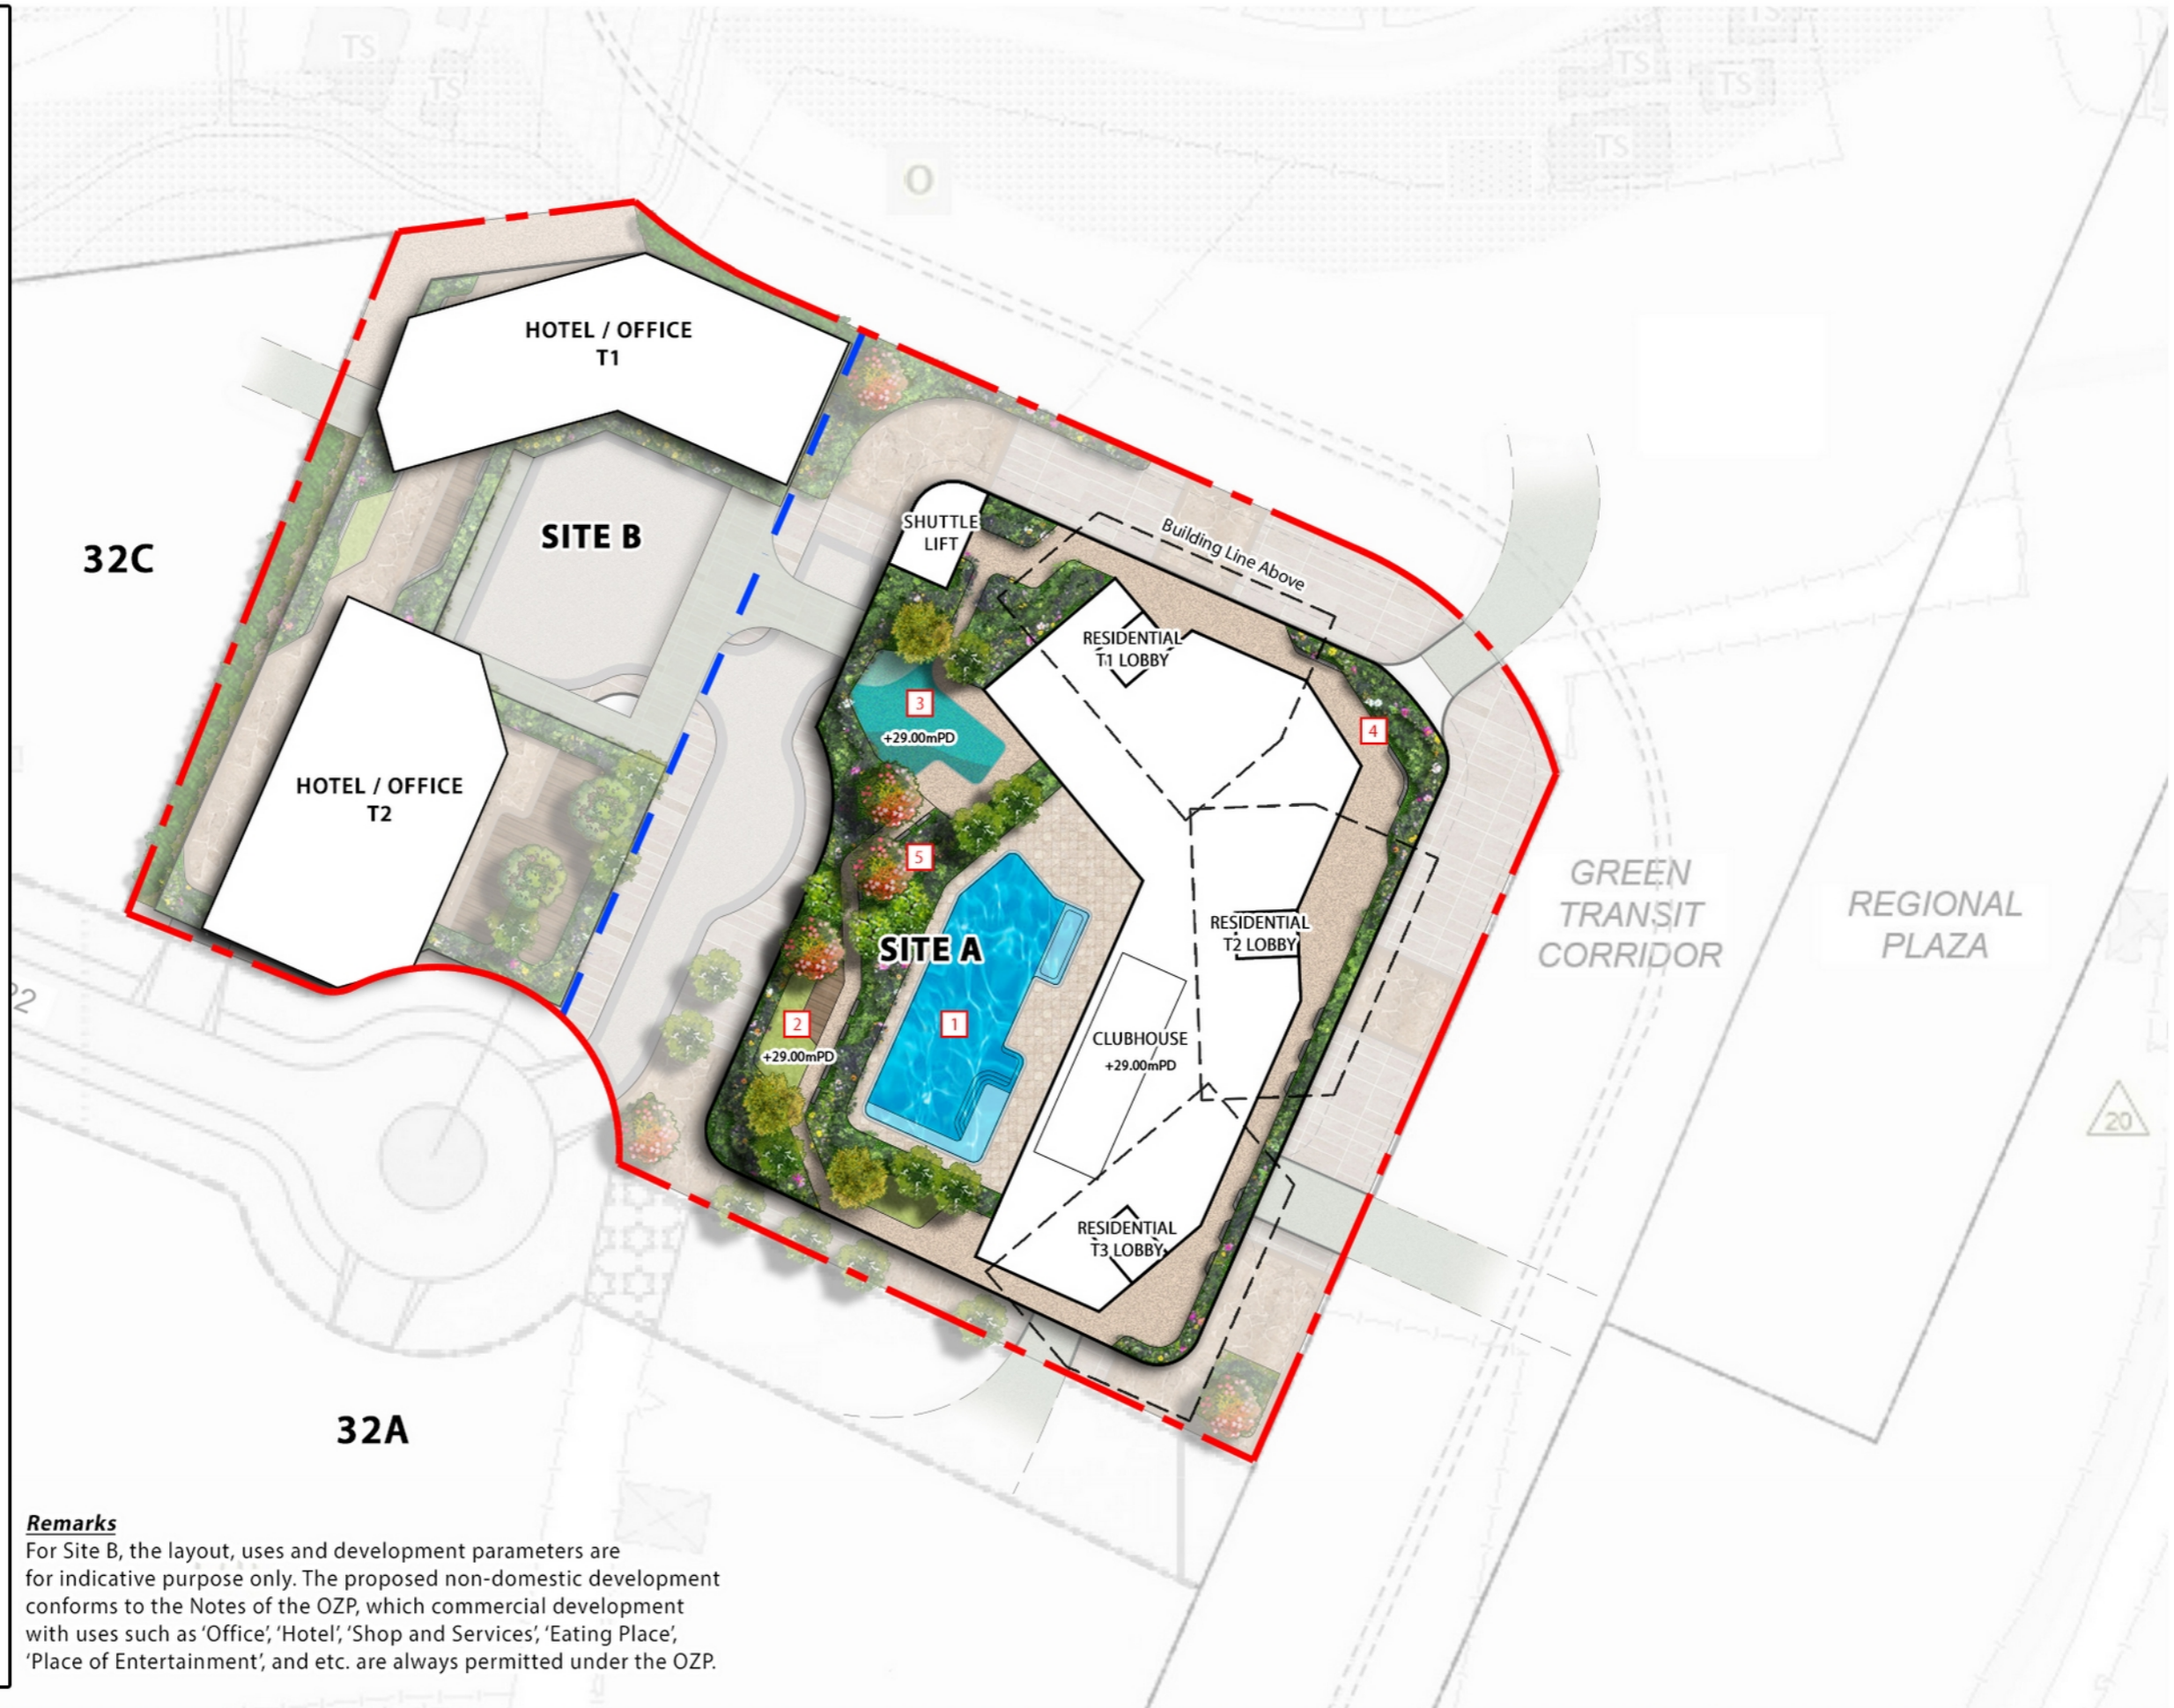 TS
TS
TS
TS
TS
TS
O
HOTEL / OFFICE
T1
SITE B
32C
SHUTTLE
LIFT
Building Line Above
RESIDENTIAL
T1 LOBBY
3
+29.00mPD
4
HOTEL / OFFICE
T2
5
GREEN
TRANSIT
CORRIDOR
REGIONAL
PLAZA
RESIDENTIAL
T2 LOBBY
SITE A
2
+29.00mPD
1
CLUBHOUSE
+29.00mPD
20
RESIDENTIAL
T3 LOBBY
32A
Remarks
For Site B, the layout, uses and development parameters are
for indicative purpose only. The proposed non-domestic development
conforms to the Notes of the OZP, which commercial development
with uses such as ‘Office’, ‘Hotel’, ‘Shop and Services’, ‘Eating Place’,
‘Place of Entertainment’, and etc. are always permitted under the OZP.